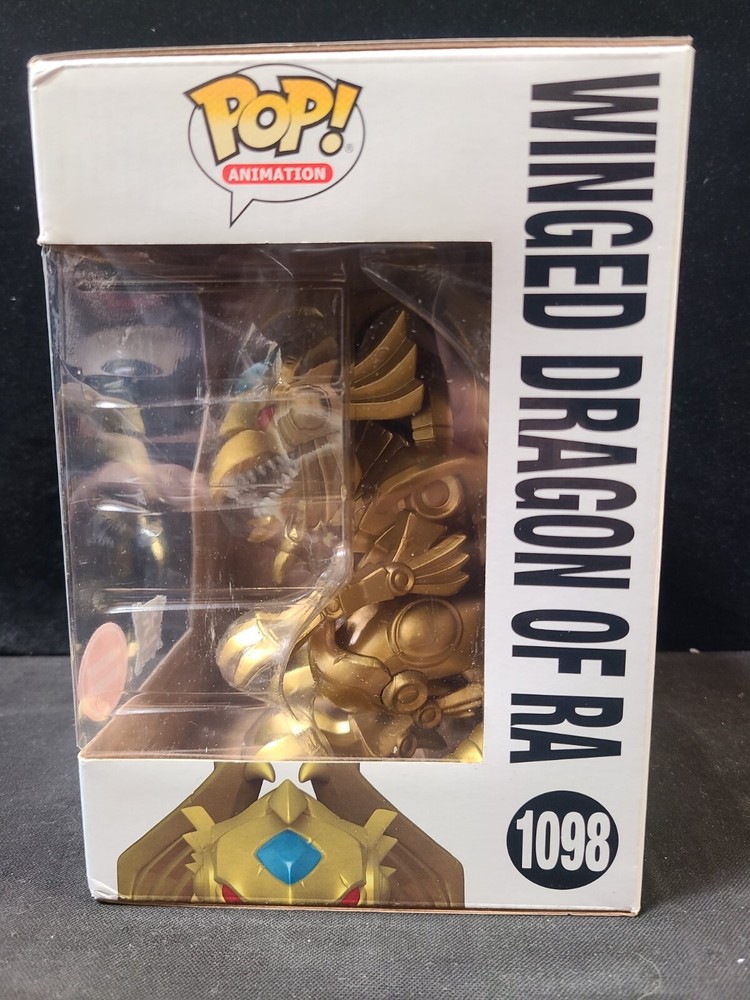 POP!
ANIMATION
WINGED DRAGON OF RA
1098